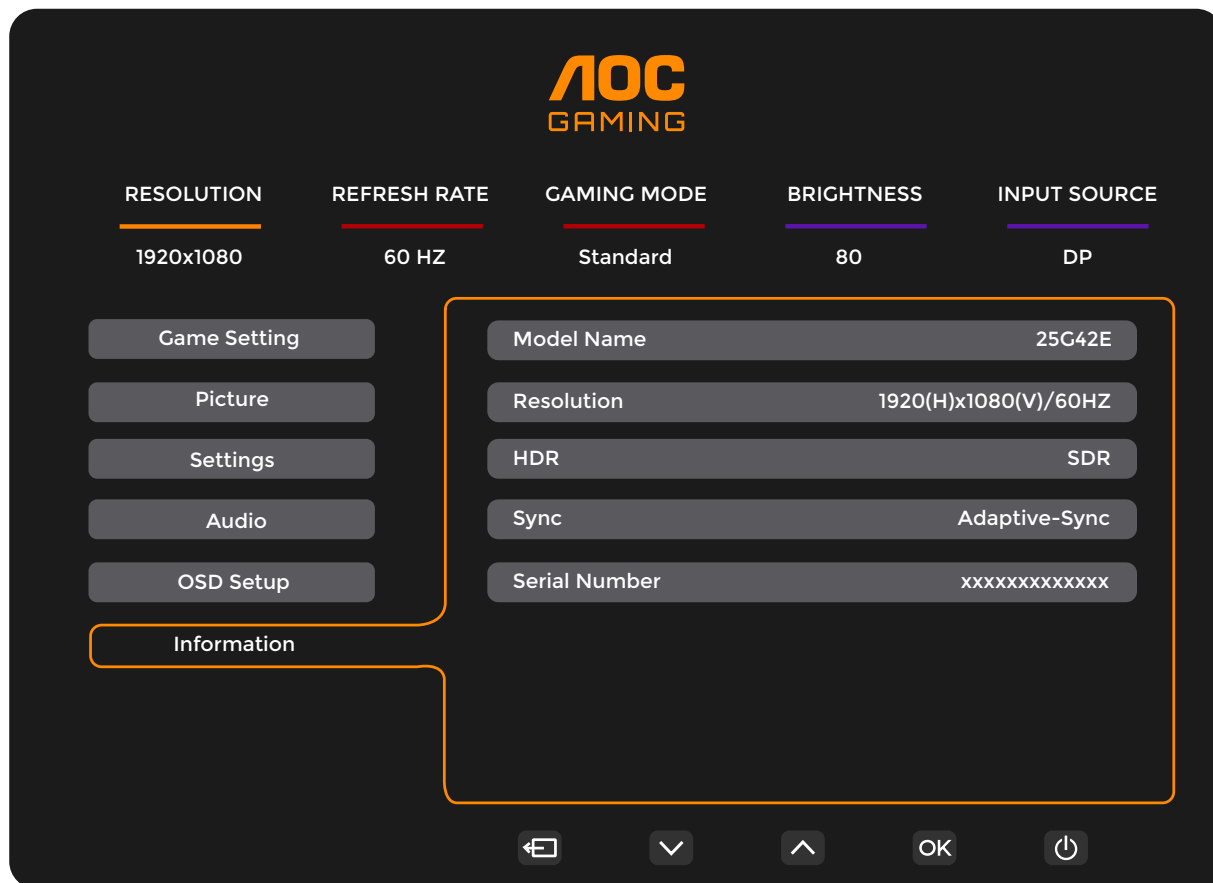 AOC
GAMING
RESOLUTION REFRESH RATE GAMING MODE BRIGHTNESS INPUT SOURCE
1920x1080 60 HZ Standard 80 DP
Game Setting
Picture
Settings
Audio
OSD Setup
Information
Model Name 25G42E
Resolution 1920(H)x1080(V)/60HZ
HDR SDR
Sync Adaptive-Sync
Serial Number xxxxxxxxxxxxx
OK